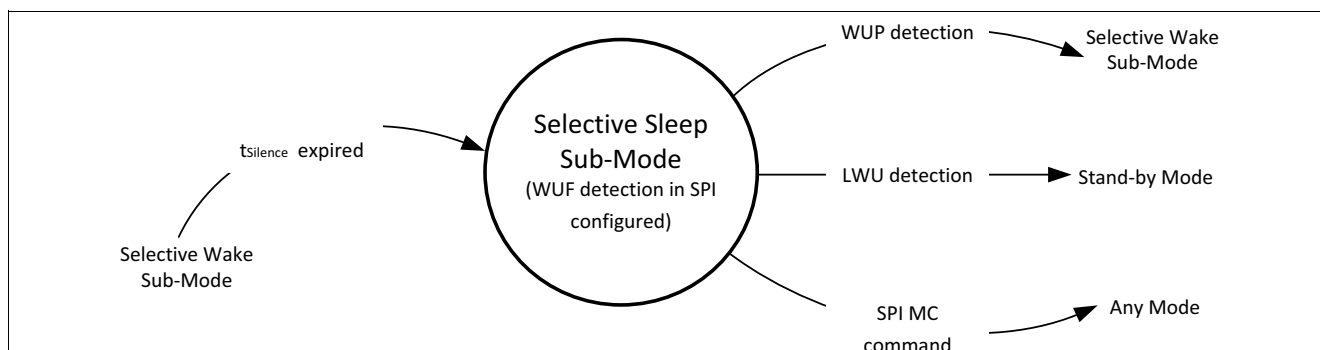 tSilence expired
Selective Wake
Sub-Mode
Selective Sleep
Sub-Mode
(WUF detection in SPI
configured)
WUP detection
Selective Wake
Sub-Mode
LWU detection
Stand-by Mode
SPI MC
command
Any Mode